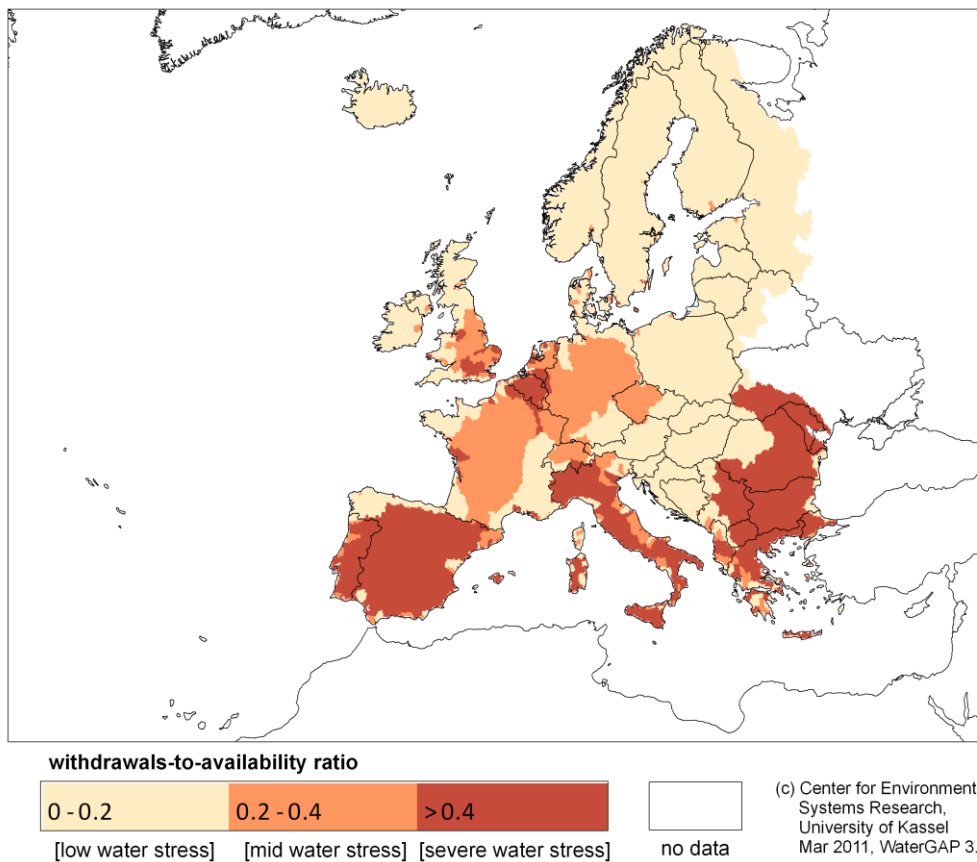 withdrawals-to-availability ratio
0 - 0.2
0.2 - 0.4
>0.4
[low water stress]
[mid water stress]
[severe water stress]
no data
(c) Center for Environment
Systems Research,
University of Kassel
Mar 2011, WaterGAP 3.